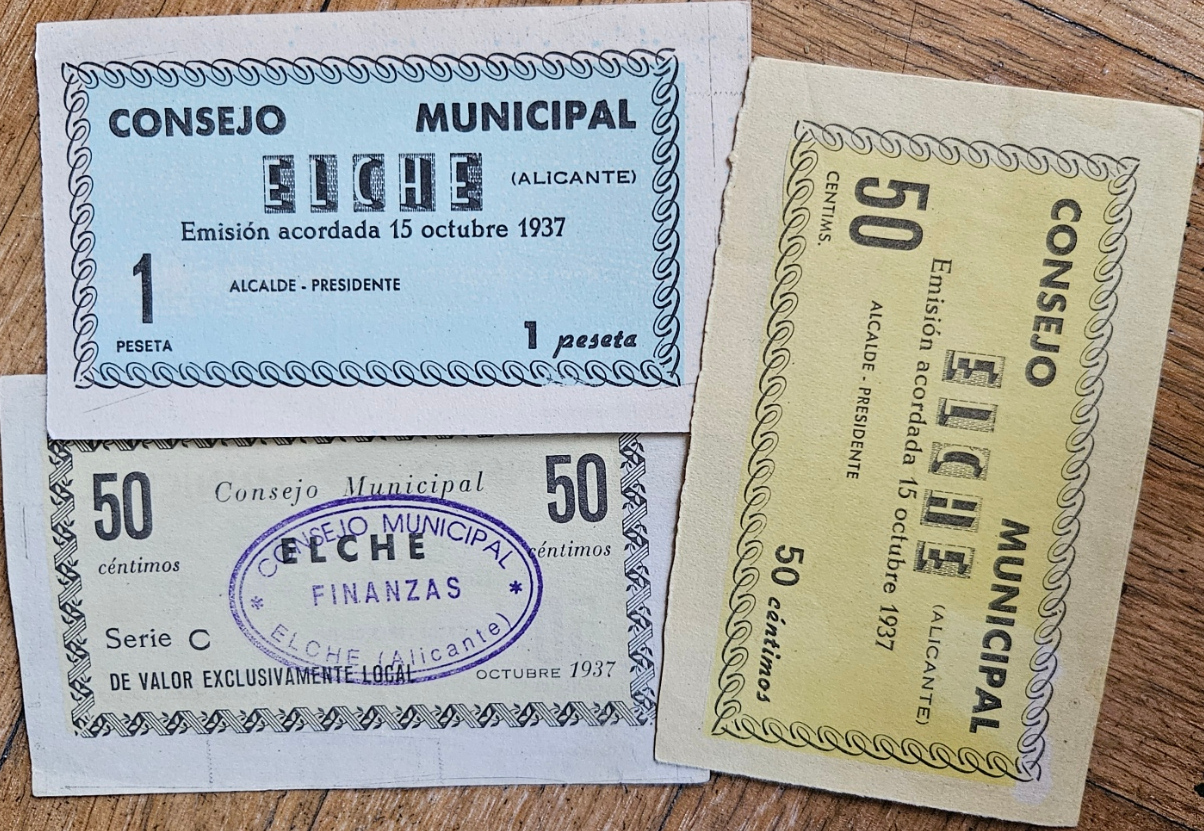 CONSEJO MUNICIPAL
ELCHE (ALICANTE)
Emisión acordada 15 octubre 1937
1 ALCALDE - PRESIDENTE
PESETA 1 peseta
50 Consejo Municipal 50
céntimos ELCHE céntimos
Serie C
DE VALOR EXCLUSIVAMENTE LOCAL OCTUBRE 1937
CONSEJO MUNICIPAL
FINANZAS
* ELCHE (Alicante) *
CONSEJO MUNICIPAL
ELCHE (ALICANTE)
50 Emisión acordada 15 octubre 1937
CENTIMS. ALCALDE - PRESIDENTE
50 céntimos